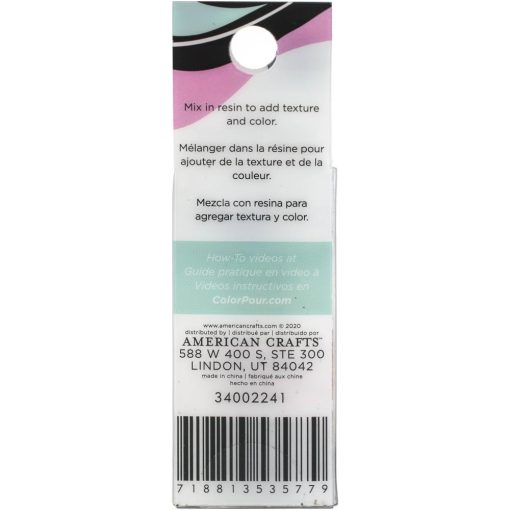 Mix in resin to add texture
and color.
Mélanger dans la résine pour
ajouter de la texture et de la
couleur.
Mezcla con resina para
agregar textura y color.
How-To videos at
Guide pratique en vidéo à
Videos instructivos en
ColorPour.com
www.americancrafts.com © 2020
distributed by | distribué par | distribuido por
AMERICAN CRAFTS™
588 W 400 S, STE 300
LINDON, UT 84042
made in china | fabriqué aux chine
hecho en china
34002241
7 18813 53577 9